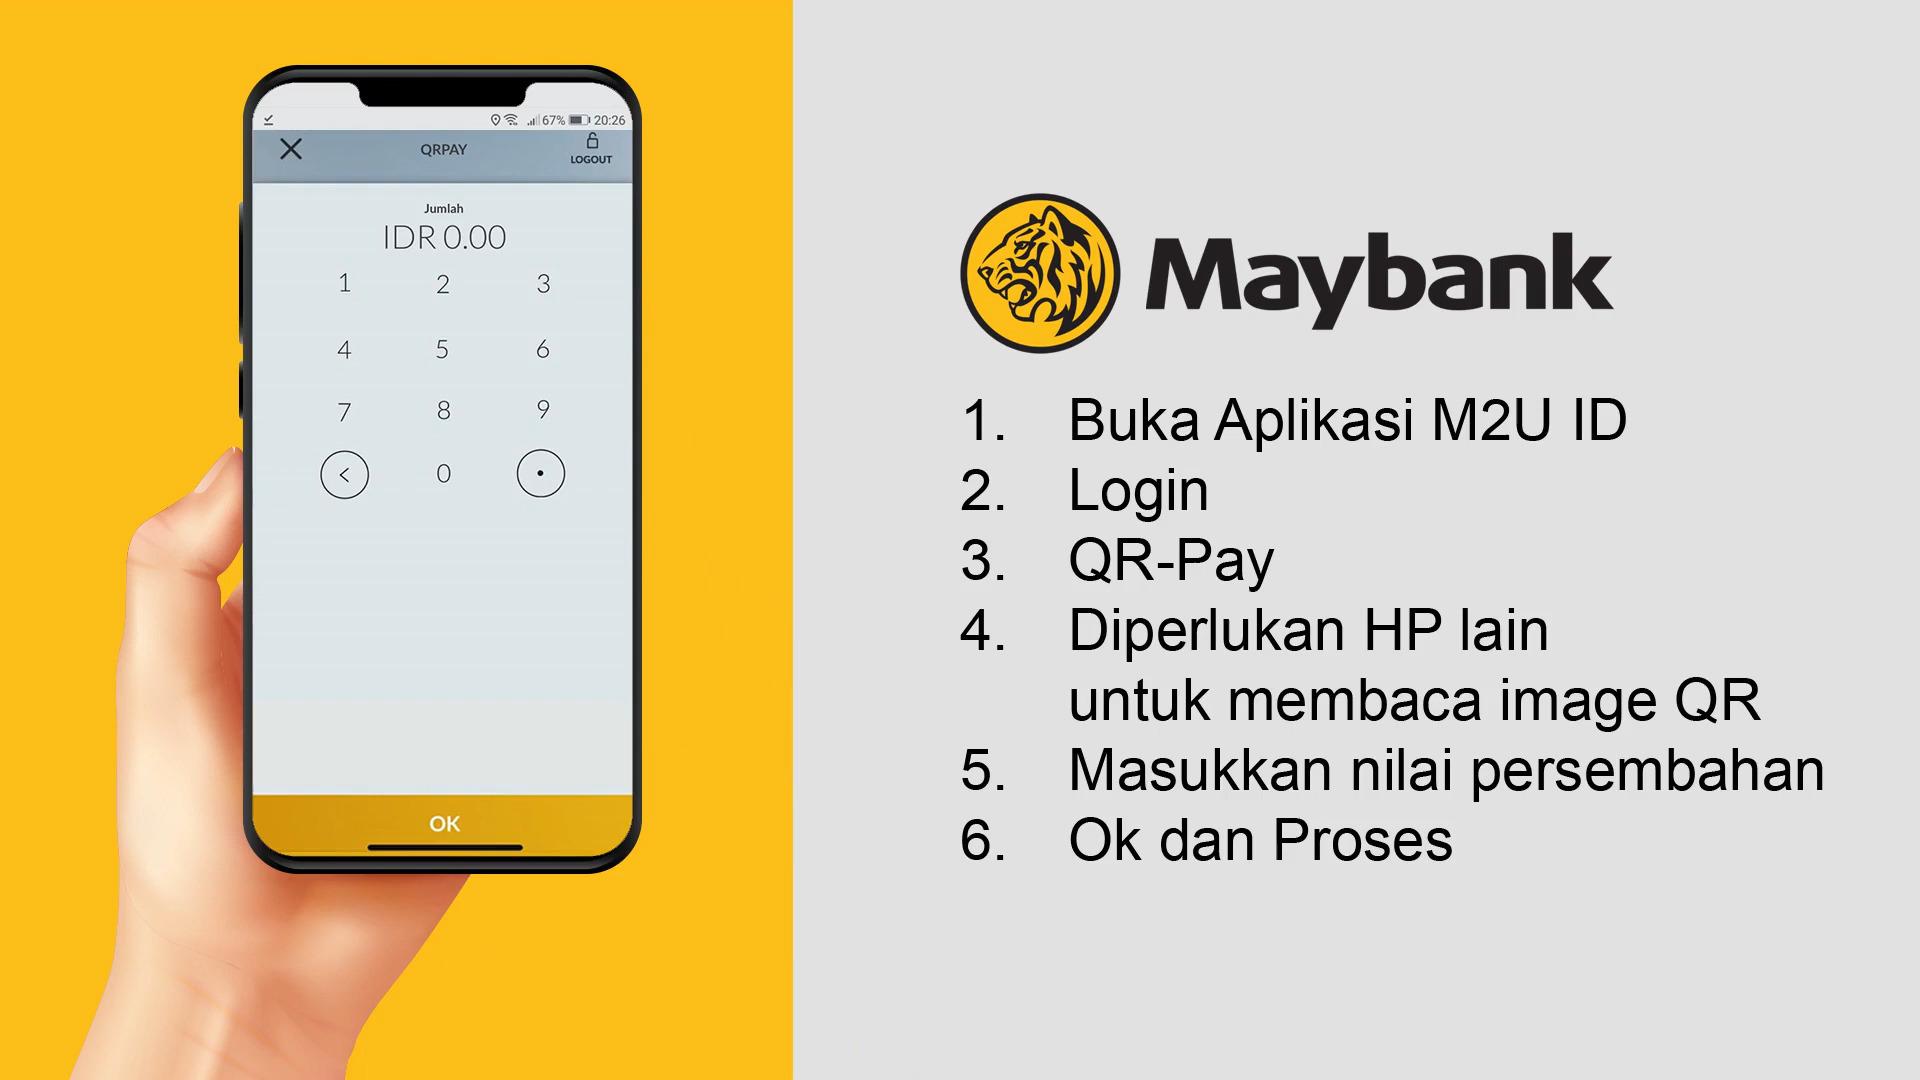 67% 20:26
QRPAY
LOGOUT
Jumlah
IDR 0.00
1 2 3
4 5 6
7 8 9
< 0 •
OK
Maybank
1. Buka Aplikasi M2U ID
2. Login
3. QR-Pay
4. Diperlukan HP lain
untuk membaca image QR
5. Masukkan nilai persembahan
6. Ok dan Proses